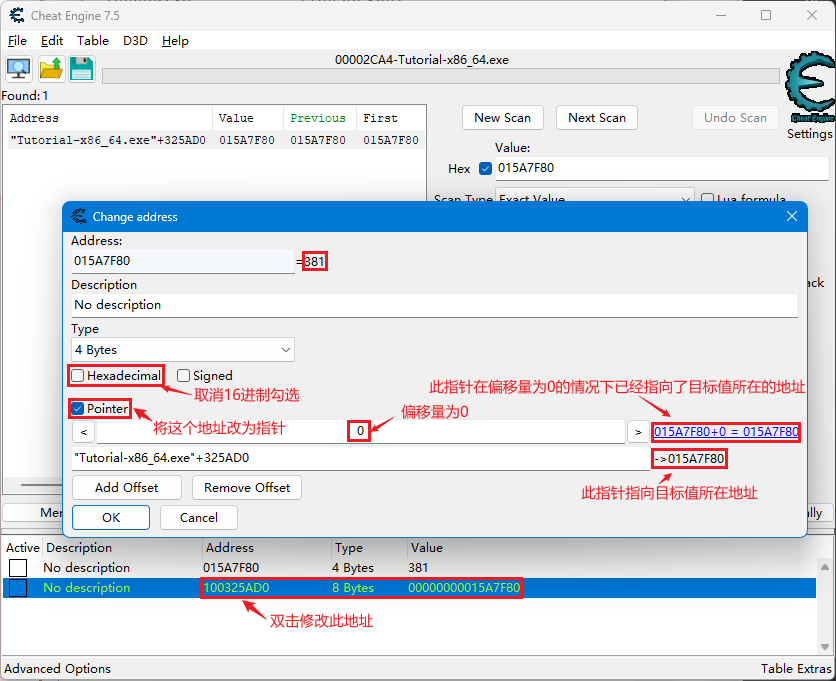 Cheat Engine 7.5
File Edit Table D3D Help
00002CA4-Tutorial-x86_64.exe
Found: 1
Address Value Previous First
"Tutorial-x86_64.exe"+325AD0 015A7F80 015A7F80 015A7F80
New Scan Next Scan Undo Scan
Cheat Engine
Settings
Value:
Hex 015A7F80
Scan Type Exact Value Lua formula
Change address
Address:
015A7F80 =381
Description
No description
Type
4 Bytes
Hexadecimal Signed
取消16进制勾选
此指针在偏移量为0的情况下已经指向了目标值所在的地址
Pointer
将这个地址改为指针
偏移量为0
< 0 > 015A7F80+0 = 015A7F80
"Tutorial-x86_64.exe"+325AD0 ->015A7F80
Add Offset Remove Offset
此指针指向目标值所在地址
OK Cancel
Active Description Address Type Value
No description 015A7F80 4 Bytes 381
No description 100325AD0 8 Bytes 00000000015A7F80
双击修改此地址
Advanced Options Table Extras